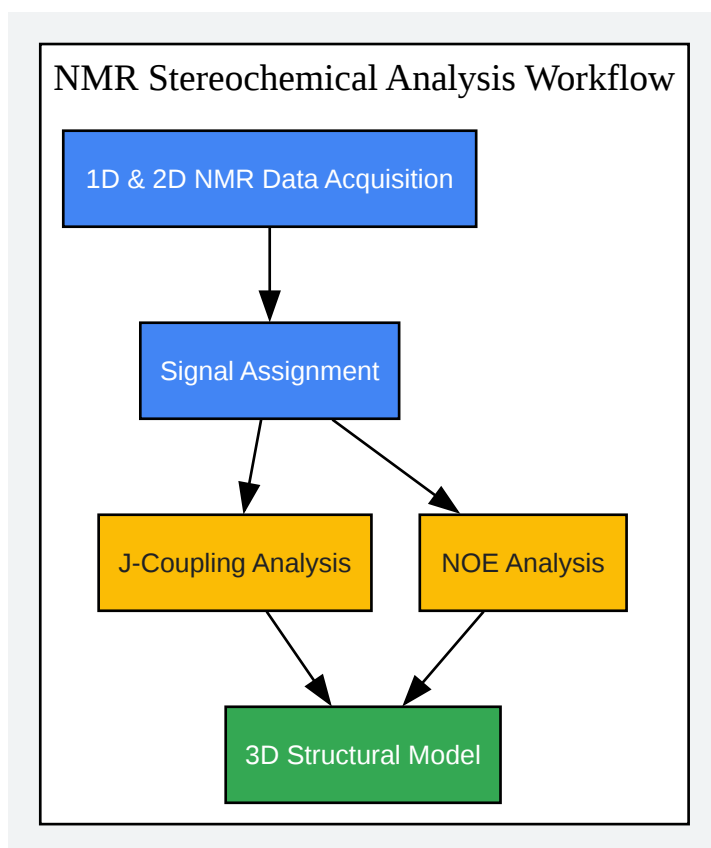 NMR Stereochemical Analysis Workflow
1D & 2D NMR Data Acquisition
Signal Assignment
J-Coupling Analysis
NOE Analysis
3D Structural Model